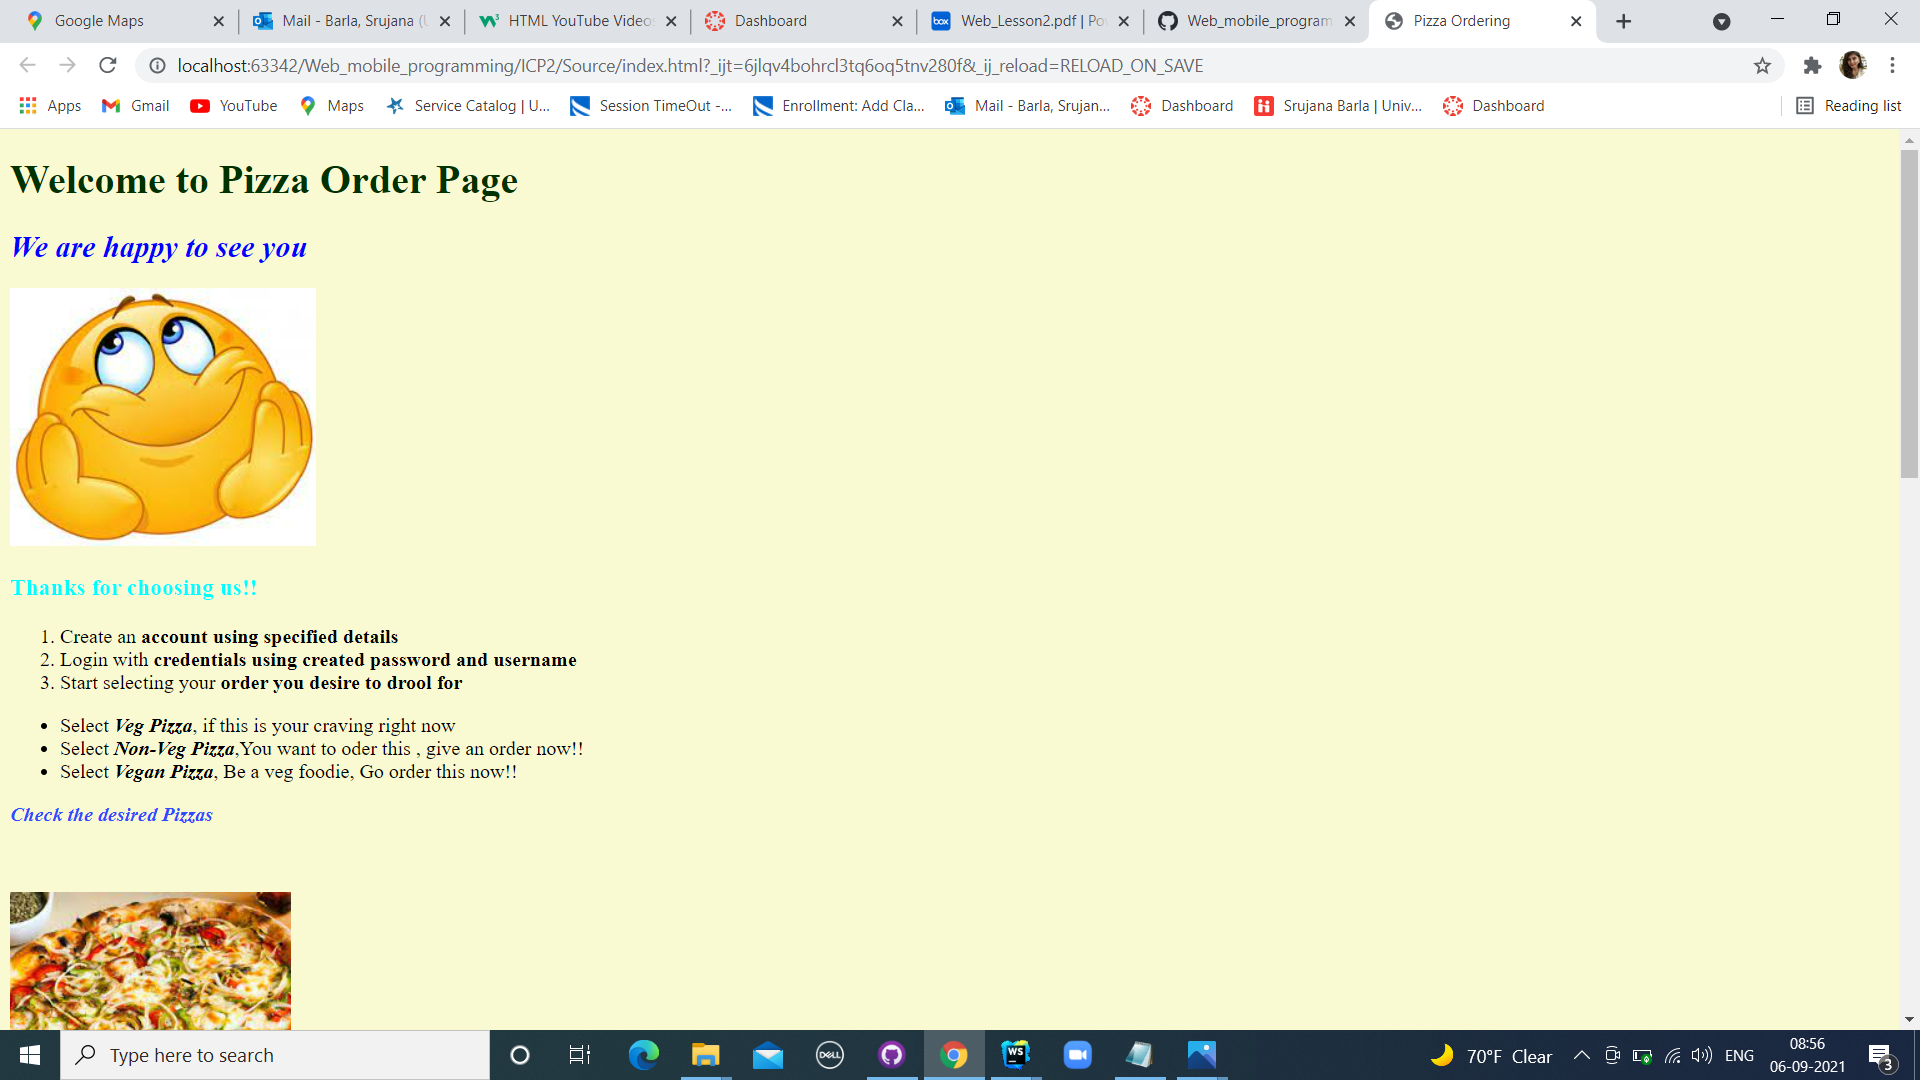 Google Maps
Mail - Barla, Srujana (
HTML YouTube Videos
Dashboard
Web_Lesson2.pdf | Po
Web_mobile_program
Pizza Ordering
localhost:63342/Web_mobile_programming/ICP2/Source/index.html?_ijt=6jlqv4bohrcl3tq6oq5tnv280f&_ij_reload=RELOAD_ON_SAVE
Apps
Gmail
YouTube
Maps
Service Catalog | U...
Session TimeOut -...
Enrollment: Add Cla...
Mail - Barla, Srujan...
Dashboard
Srujana Barla | Univ...
Dashboard
Reading list
Welcome to Pizza Order Page
We are happy to see you
Thanks for choosing us!!
1. Create an account using specified details
2. Login with credentials using created password and username
3. Start selecting your order you desire to drool for
• Select Veg Pizza, if this is your craving right now
• Select Non-Veg Pizza,You want to oder this , give an order now!!
• Select Vegan Pizza, Be a veg foodie, Go order this now!!
Check the desired Pizzas
Type here to search
DELL
WS
70°F Clear
ENG
08:56
06-09-2021
3